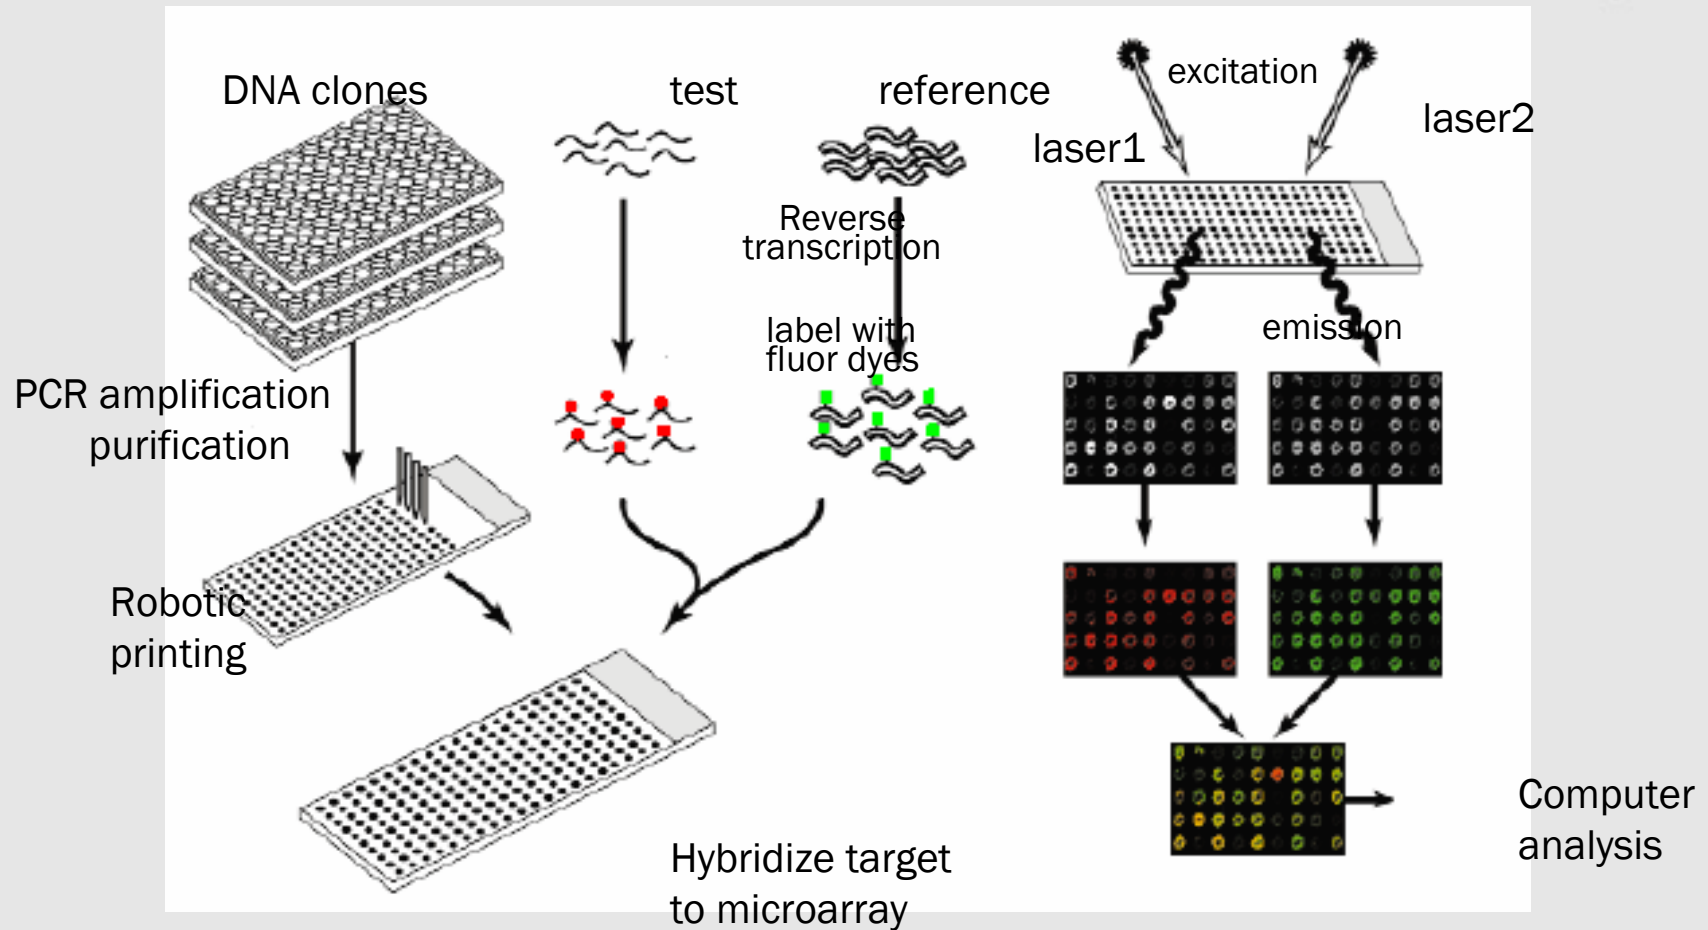 DNA clones
test
reference
excitation
laser1
laser2
Reverse
transcription
label with
fluor dyes
emission
PCR amplification
purification
Robotic
printing
Hybridize target
to microarray
Computer
analysis